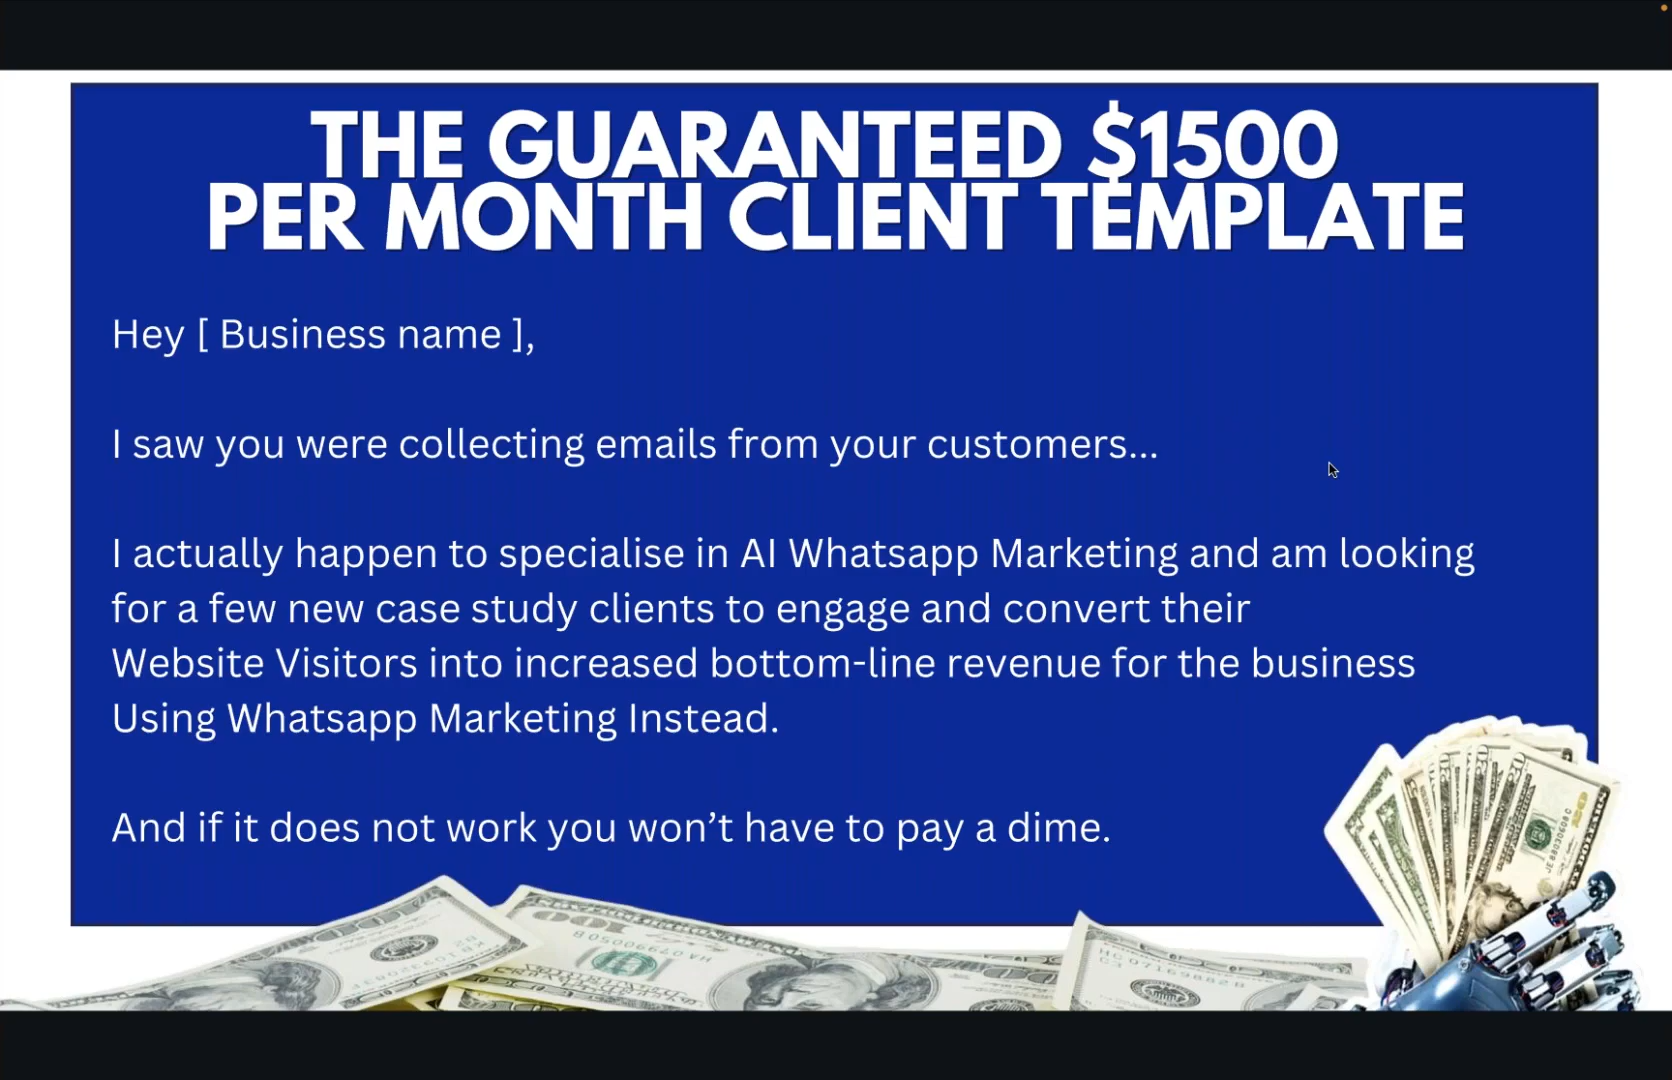 THE GUARANTEED $1500
PER MONTH CLIENT TEMPLATE
Hey [ Business name ],
I saw you were collecting emails from your customers...
I actually happen to specialise in AI Whatsapp Marketing and am looking
for a few new case study clients to engage and convert their
Website Visitors into increased bottom-line revenue for the business
Using Whatsapp Marketing Instead.
And if it does not work you won’t have to pay a dime.